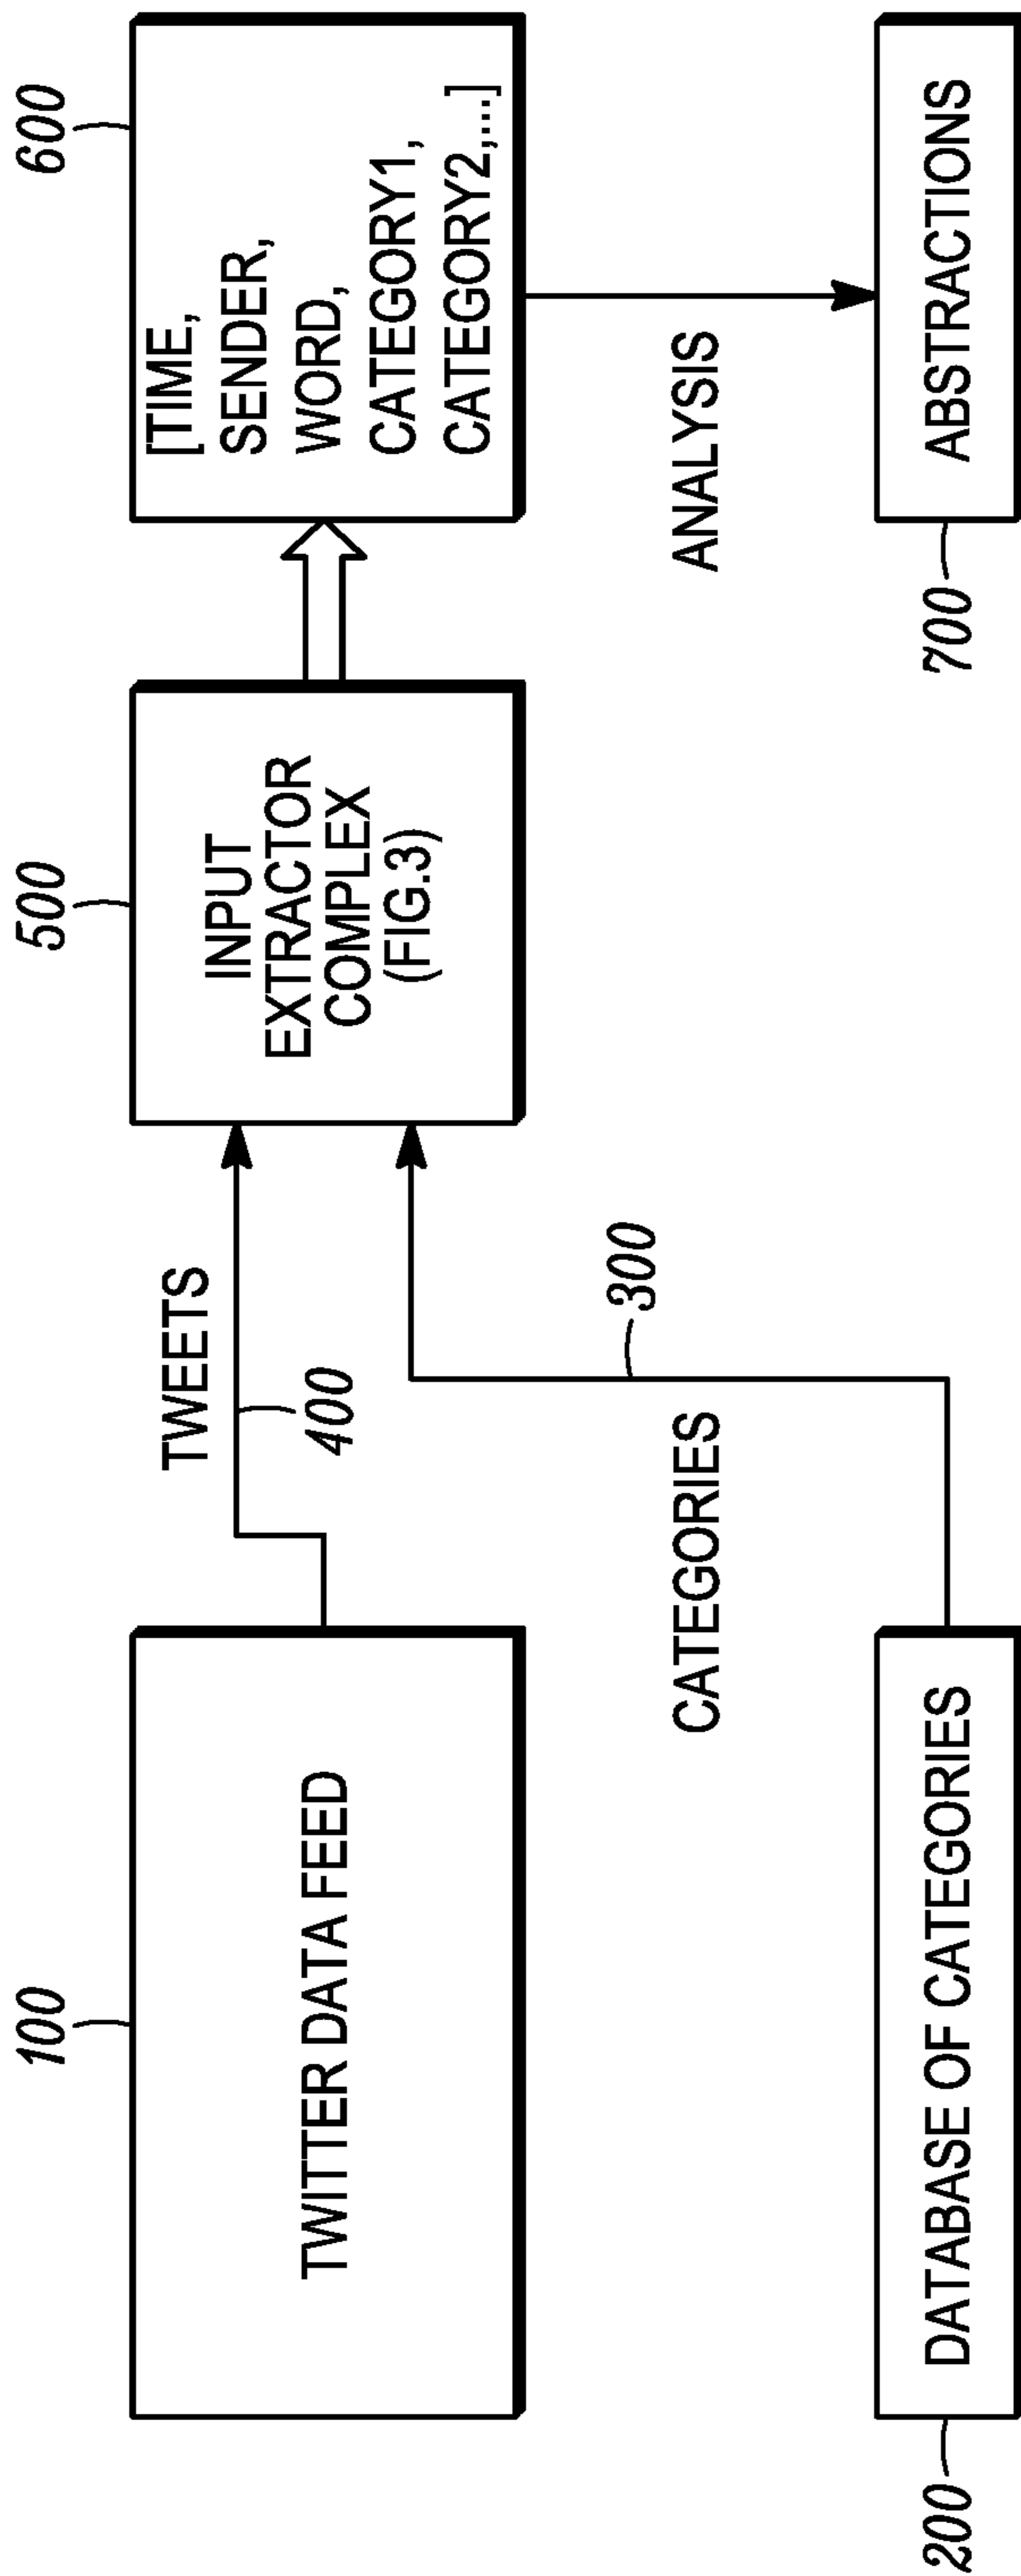 100
TWITTER DATA FEED
TWEETS
400
500
INPUT
EXTRACTOR
COMPLEX
(FIG.3)
600
[TIME,
SENDER,
WORD,
CATEGORY1,
CATEGORY2,...]
CATEGORIES
300
ANALYSIS
200
DATABASE OF CATEGORIES
700
ABSTRACTIONS